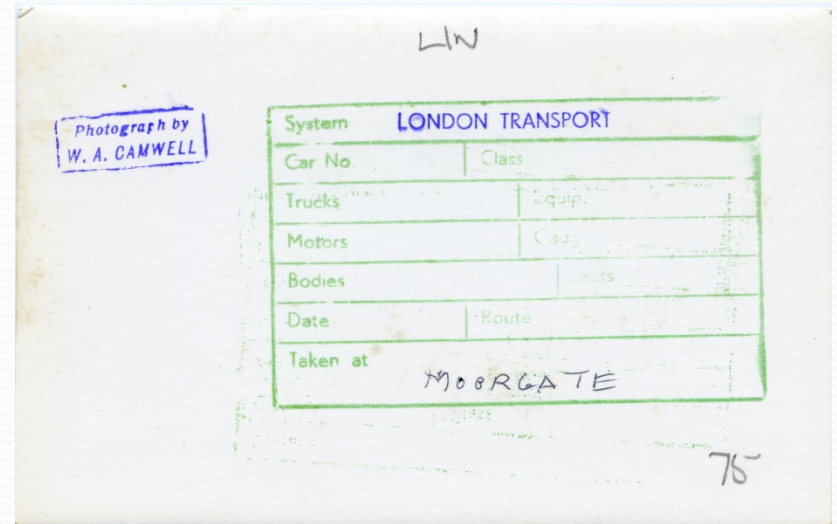 LIN
Photograph by
W. A. CAMWELL
System LONDON TRANSPORT
Car No. Class
Trucks Equip.
Motors
Bodies
Date Route
Taken at
MOORGATE
75